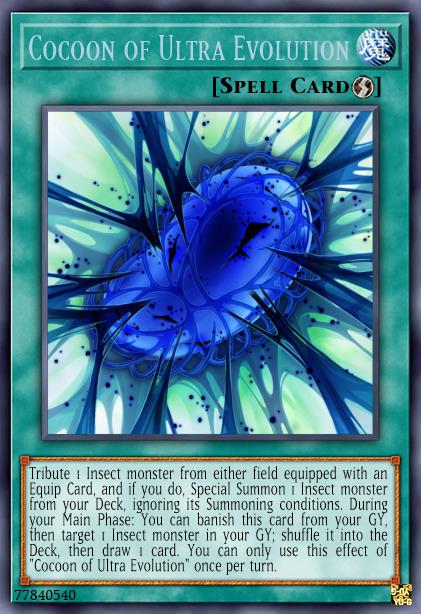 Cocoon of Ultra Evolution
魔
[Spell Card]
Tribute 1 Insect monster from either field equipped with an
Equip Card, and if you do, Special Summon 1 Insect monster
from your Deck, ignoring its Summoning conditions. During
your Main Phase: You can banish this card from your GY,
then target 1 Insect monster in your GY; shuffle it into the
Deck, then draw 1 card. You can only use this effect of
"Cocoon of Ultra Evolution" once per turn.
77840540